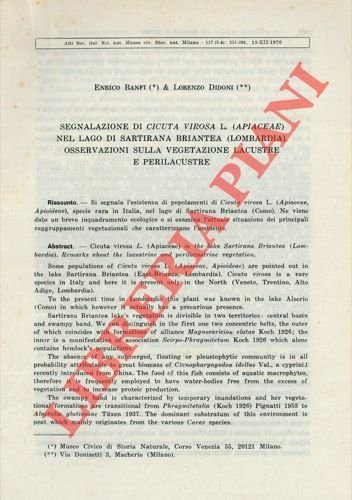 Atti Soc. ital. Sci. nat. Museo civ. Stor. nat. Milano - 117 (3-4): 251-264, 15-XII-1976
ENRICO BANFI (*) & LORENZO DIDONI (**)
SEGNALAZIONE DI CICUTA VIROSA L. (APIACEAE)
NEL LAGO DI SARTIRANA BRIANTEA (LOMBARDIA).
OSSERVAZIONI SULLA VEGETAZIONE LACUSTRE
E PERILACUSTRE
Riassunto. — Si segnala l'esistenza di popolamenti di Cicuta virosa L. (Apiaceae,
Apioideae), specie rara in Italia, nel lago di Sartirana Briantea (Como). Ne viene
dato un breve inquadramento ecologico e si esamina l'attuale situazione dei principali
raggruppamenti vegetazionali che caratterizzano l'ambiente.
Abstract. — Cicuta virosa L. (Apiaceae) in lake Sartirana Briantea (Lom-
bardia). Remarks about the lacustrine and perilacustrine vegetation.
Some populations of Cicuta virosa L. (Apiaceae, Apioideae) are pointed out in
the lake Sartirana Briantea (East-Brianza, Lombardia). Cicuta virosa is a rare
species in Italy and here it is present in the North (Veneto, Trentino, Alto
Adige, Lombardia).
To the present time in this plant was known in the lake Alserio
(Como) in which however it a precarious presence.
Sartirana Briantea lake's vegetation is divisible in two territories: central basin
and swampy band. We in the first one two concentric belts, the outer
of which coincides with formation of alliance Magnocaricion elatae Koch 1926; the
inner is a manifestation of association Scirpo-Phragmitetum Koch 1926 which alone
contains hemlock's populations.
The absence of submerged, floating or pleustophytic community is in all
probability attributable to the great biomass of Ctenopharyngodon idellus Val., a cyprinid
recently introduced in Brianza. The food of this fish consists of aquatic macrophytes,
therefore it is frequently employed to have water-bodies free from the excess of
vegetation and to increase protein production.
The swampy band is characterized by temporary inundations and her vegeta-
tional formations are transitional from Phragmitetalia (Koch 1926) Pignatti 1953 to
Alnetalia glutinosae Tüxen 1937. The dominant substratum of this environment is
peat which mainly originates from the various Carex species.
(*) Museo Civico di Storia Naturale, Corso Venezia 55, 20121 Milano.
(**) Via Donizetti 3, Macherio (Milano).
LIBRERIA PIANI